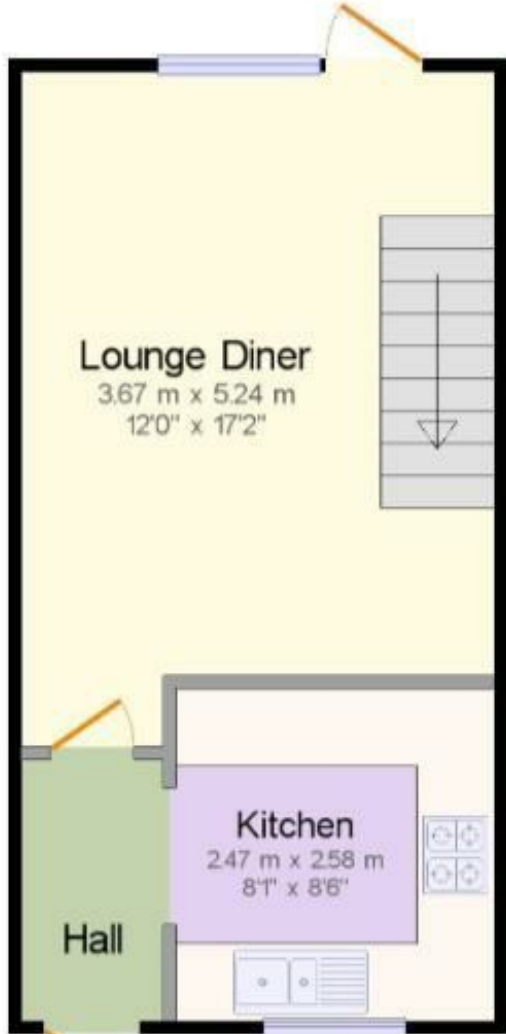 Lounge Diner
3.67 m x 5.24 m
12'0" x 17'2"
Kitchen
2.47 m x 2.58 m
8'1" x 8'6"
Hall